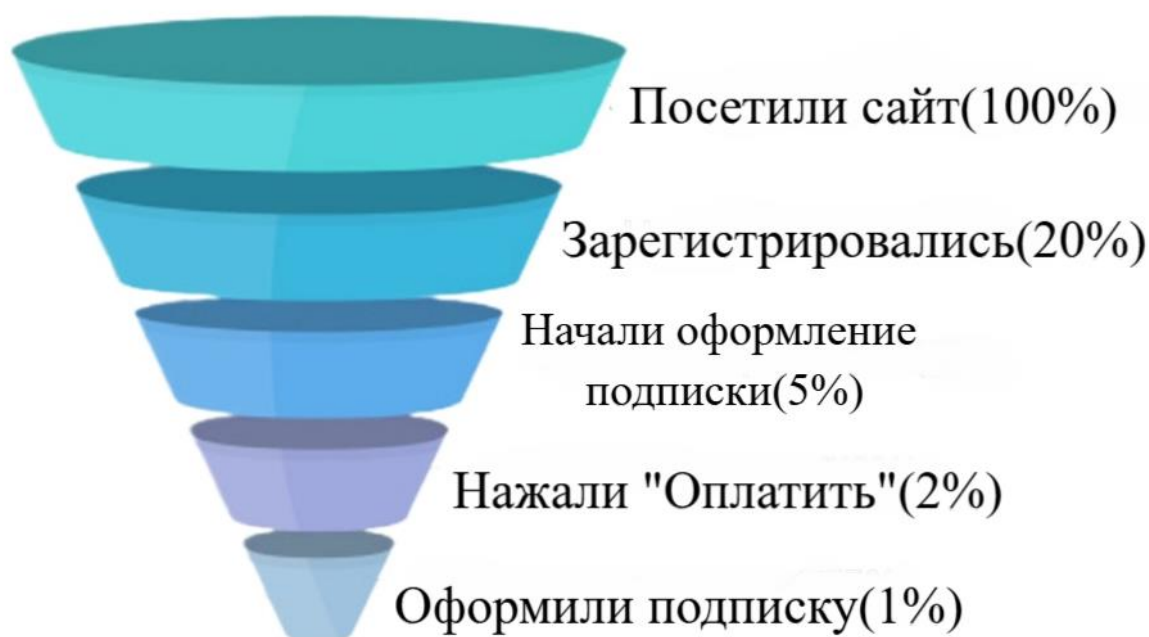 Посетили сайт(100%)
Зарегистрировались(20%)
Начали оформление
подписки(5%)
Нажали "Оплатить"(2%)
Оформили подписку(1%)